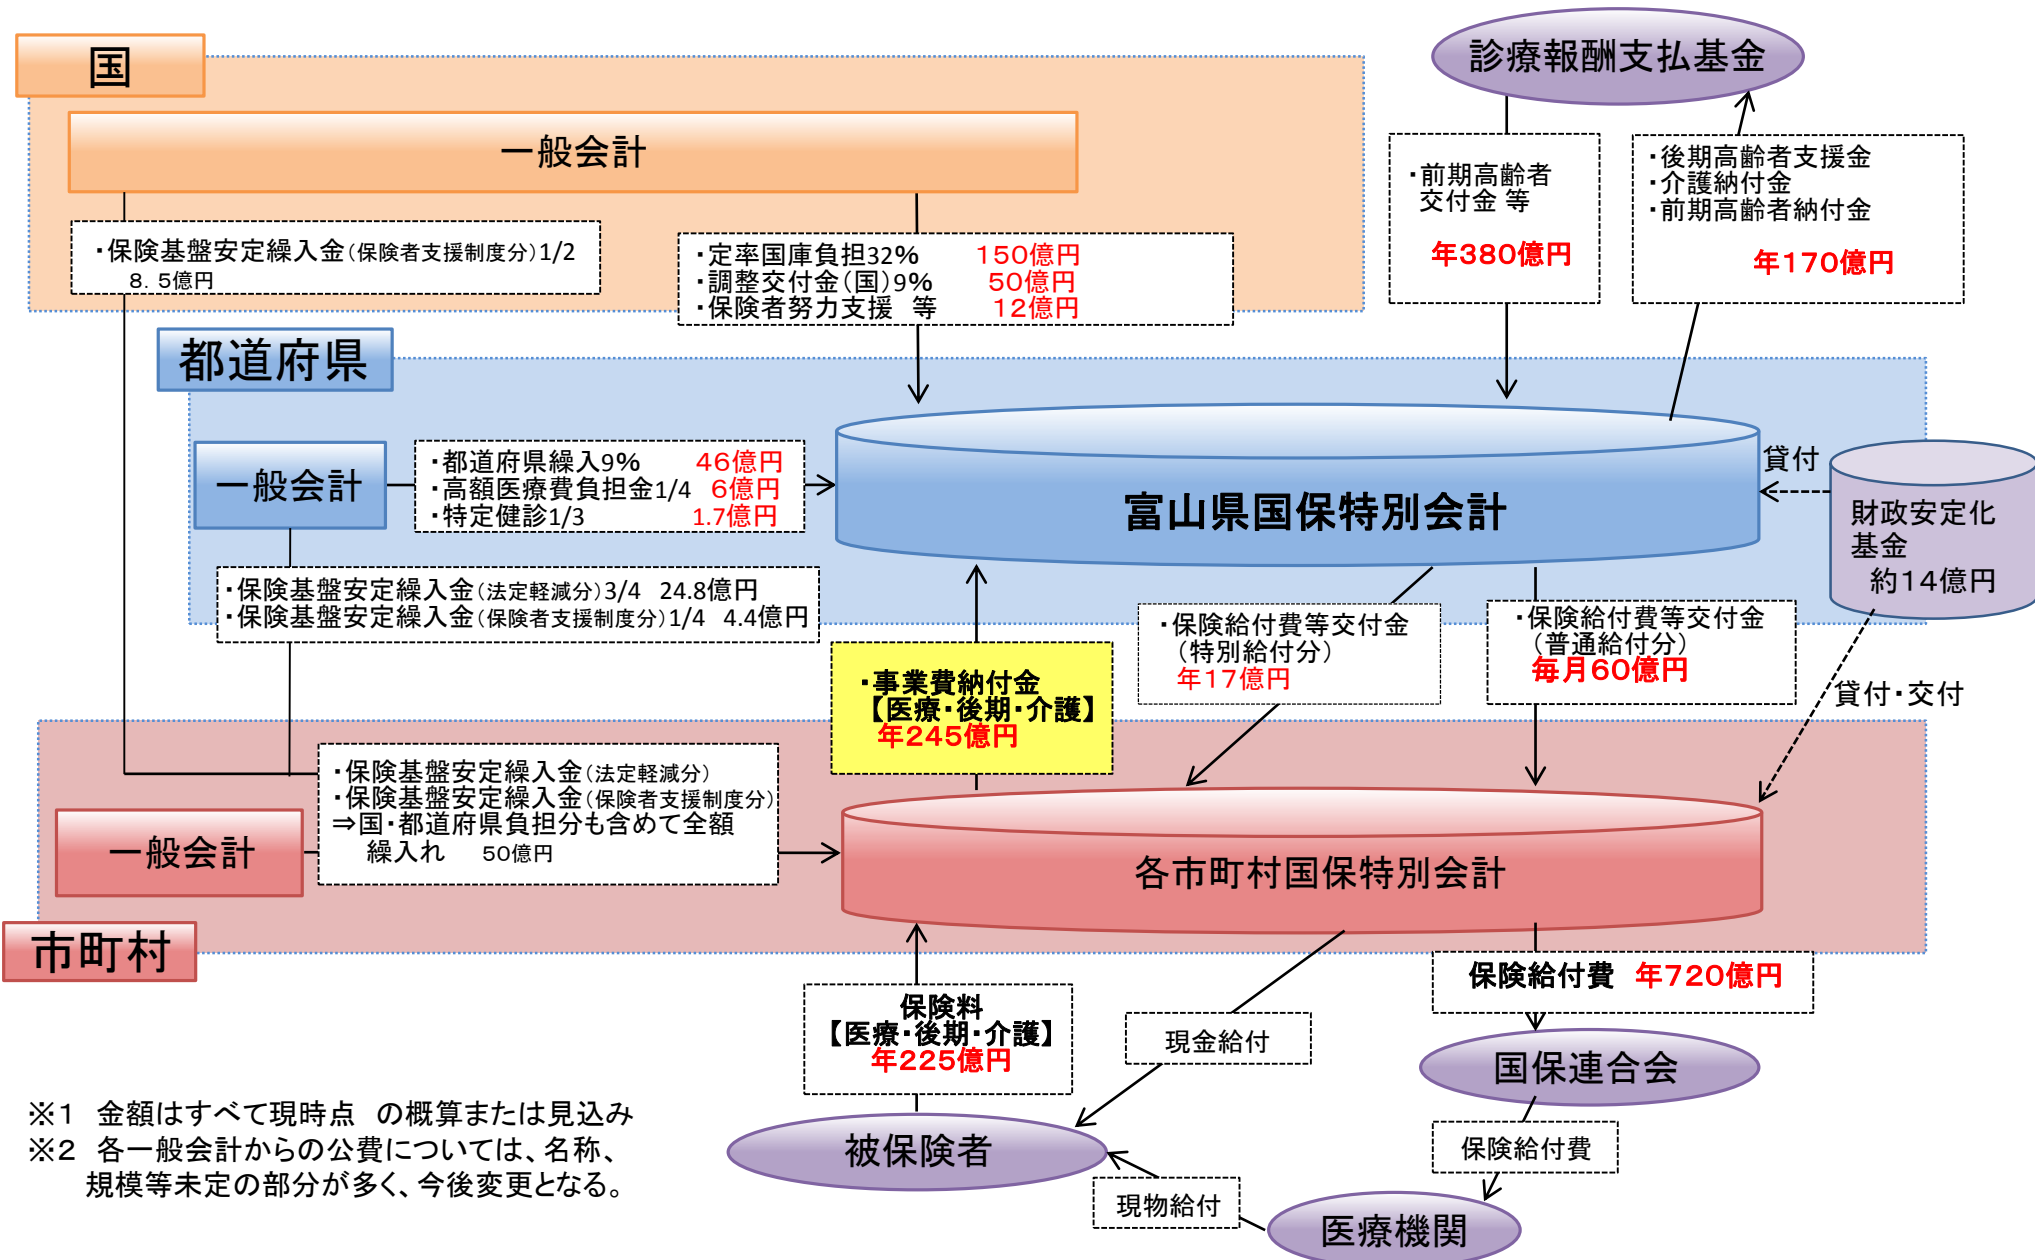 国
一般会計
・保険基盤安定繰入金(保険者支援制度分)1/2
8．5億円
・定率国庫負担32%　150億円
・調整交付金(国)9%　50億円
・保険者努力支援　等　12億円
診療報酬支払基金
・前期高齢者
交付金 等
年380億円
・後期高齢者支援金
・介護納付金
・前期高齢者納付金
年170億円
都道府県
一般会計
・都道府県繰入9%　46億円
・高額医療費負担金1/4　6億円
・特定健診1/3　1.7億円
富山県国保特別会計
貸付
財政安定化
基金
約14億円
・保険基盤安定繰入金(法定軽減分)3/4　24.8億円
・保険基盤安定繰入金(保険者支援制度分)1/4　4.4億円
・事業費納付金
【医療・後期・介護】
年245億円
・保険給付費等交付金
（特別給付分）
年17億円
・保険給付費等交付金
（普通給付分）
毎月60億円
貸付・交付
・保険基盤安定繰入金(法定軽減分)
・保険基盤安定繰入金(保険者支援制度分)
⇒国・都道府県負担分も含めて全額
繰入れ　50億円
一般会計
各市町村国保特別会計
市町村
保険料
【医療・後期・介護】
年225億円
現金給付
保険給付費　年720億円
国保連合会
保険給付費
被保険者
現物給付
医療機関
※1　金額はすべて現時点　の概算または見込み
※2　各一般会計からの公費については、名称、
規模等未定の部分が多く、今後変更となる。